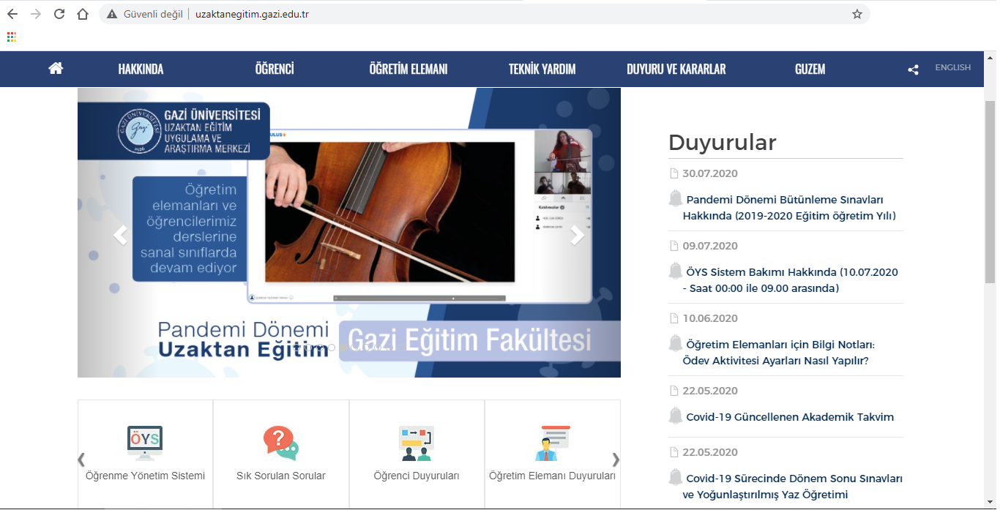 Güvenli değil
uzaktanegitim.gazi.edu.tr
HAKKINDA
ÖĞRENCİ
ÖĞRETİM ELEMANI
TEKNİK YARDIM
DUYURU VE KARARLAR
GUZEM
ENGLISH
GAZİ ÜNİVERSİTESİ
UZAKTAN EĞİTİM
UYGULAMA VE
ARAŞTIRMA MERKEZİ
Öğretim
elemanları ve
öğrencilerimiz
derslerine
sanal sınıflarda
devam ediyor
Pandemi Dönemi
Uzaktan Eğitim
Gazi Eğitim Fakültesi
ÖYS
Öğrenme Yönetim Sistemi
Sık Sorulan Sorular
Öğrenci Duyuruları
Öğretim Elemanı Duyuruları
Duyurular
30.07.2020
Pandemi Dönemi Bütünleme Sınavları
Hakkında (2019-2020 Eğitim öğretim Yılı)
09.07.2020
ÖYS Sistem Bakımı Hakkında (10.07.2020
- Saat 00:00 ile 09.00 arasında)
10.06.2020
Öğretim Elemanları için Bilgi Notları:
Ödev Aktivitesi Ayarları Nasıl Yapılır?
22.05.2020
Covid-19 Güncellenen Akademik Takvim
22.05.2020
Covid-19 Sürecinde Dönem Sonu Sınavları
ve Yoğunlaştırılmış Yaz Öğretimi